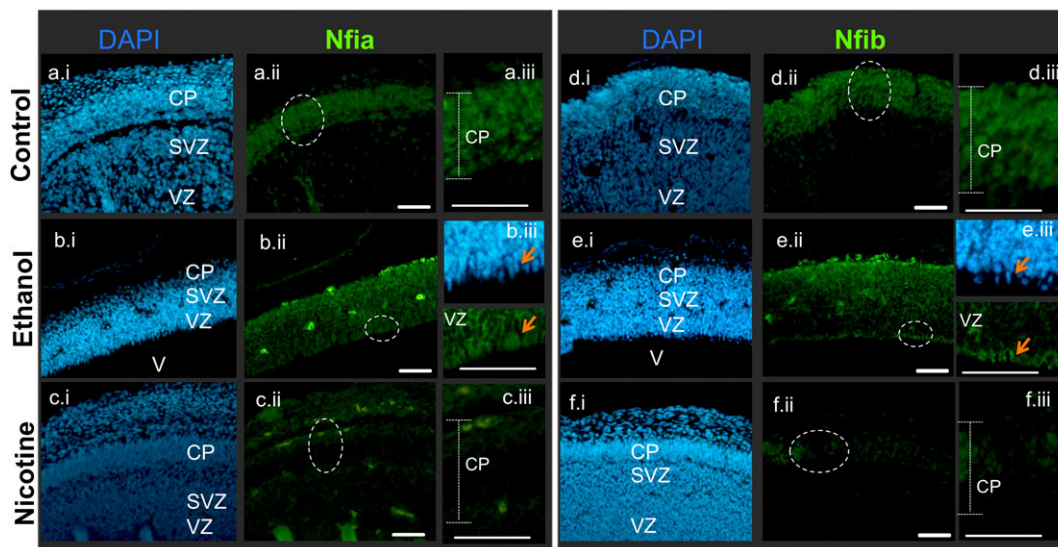 DAPI Nfia DAPI Nfib
Control
a.i a.ii a.iii d.i d.ii d.iii
CP CP CP CP
SVZ SVZ
VZ VZ
Ethanol
b.i b.ii b.iii e.i e.ii e.iii
CP CP
SVZ SVZ
VZ VZ VZ VZ
V V
Nicotine
c.i c.ii c.iii f.i f.ii f.iii
CP CP CP CP
SVZ SVZ
VZ VZ